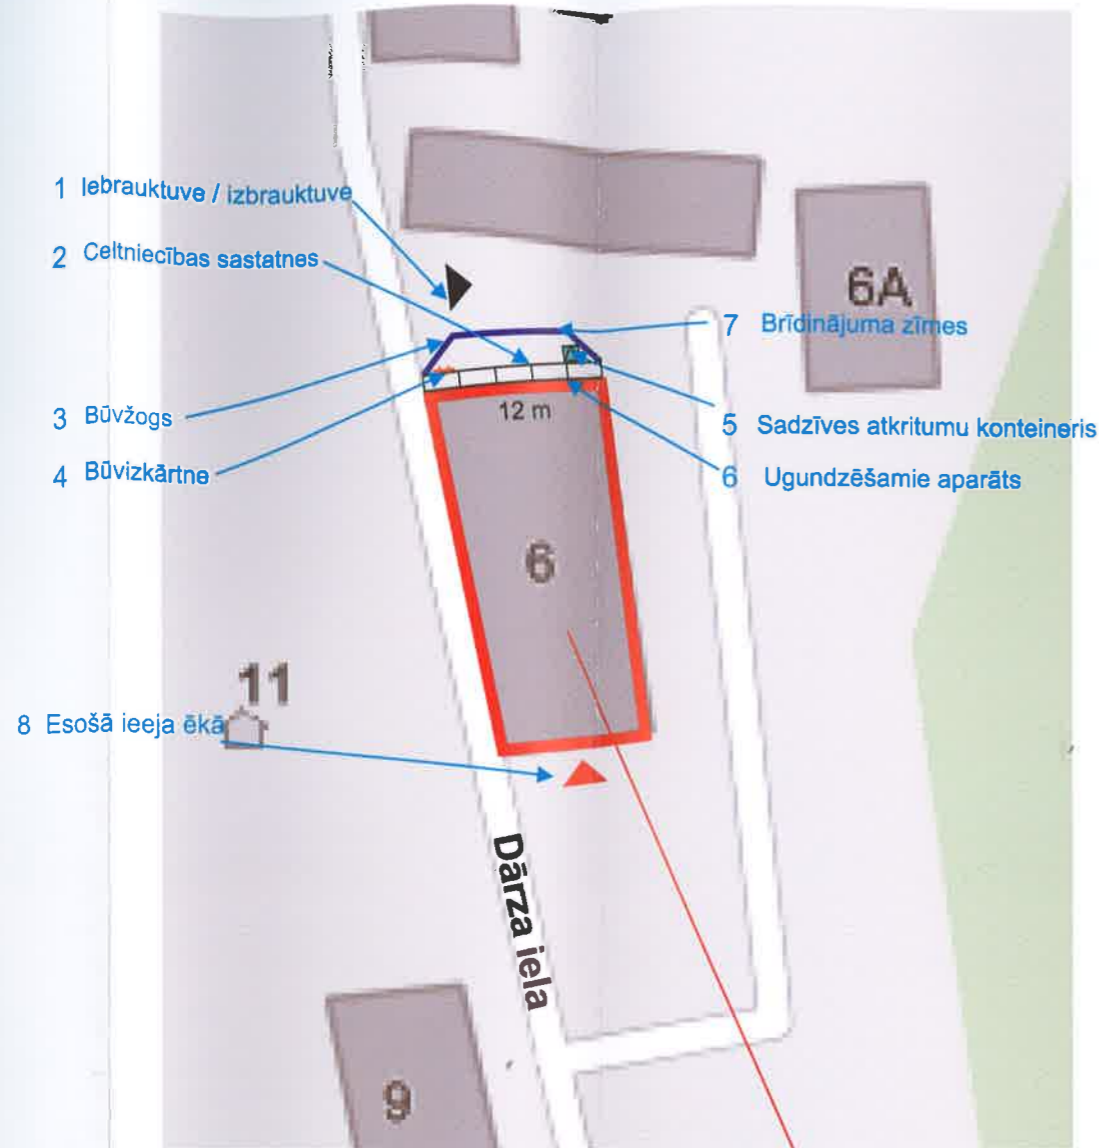 1 Iebrauktuve / izbrauktuve
2 Celtniecības sastatnes
6A
7 Brīdinājuma zīmes
3 Būvžogs
12 m
5 Sadzīves atkritumu konteineris
4 Būvizkārtne
6 Ugundzēšamie aparāts
6
11
8 Esošā ieeja ēkā
Dārza iela
9